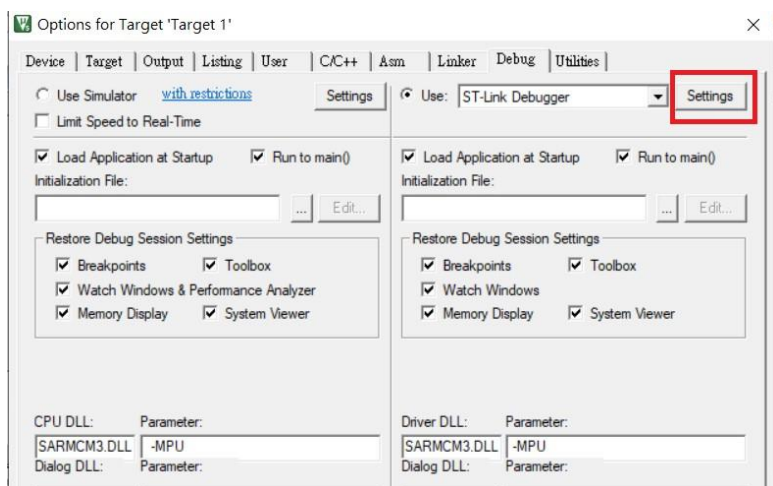 Options for Target 'Target 1'
Device | Target | Output | Listing | User | C/C++ | Asm | Linker | Debug | Utilities
Use Simulator with restrictions Settings
Limit Speed to Real-Time
Use: ST-Link Debugger Settings
Load Application at Startup Run to main()
Initialization File:
... Edit...
Restore Debug Session Settings
Breakpoints Toolbox
Watch Windows & Performance Analyzer
Memory Display System Viewer
Load Application at Startup Run to main()
Initialization File:
... Edit...
Restore Debug Session Settings
Breakpoints Toolbox
Watch Windows
Memory Display System Viewer
CPU DLL: Parameter:
SARMCM3.DLL -MPU
Dialog DLL: Parameter:
Driver DLL: Parameter:
SARMCM3.DLL -MPU
Dialog DLL: Parameter: